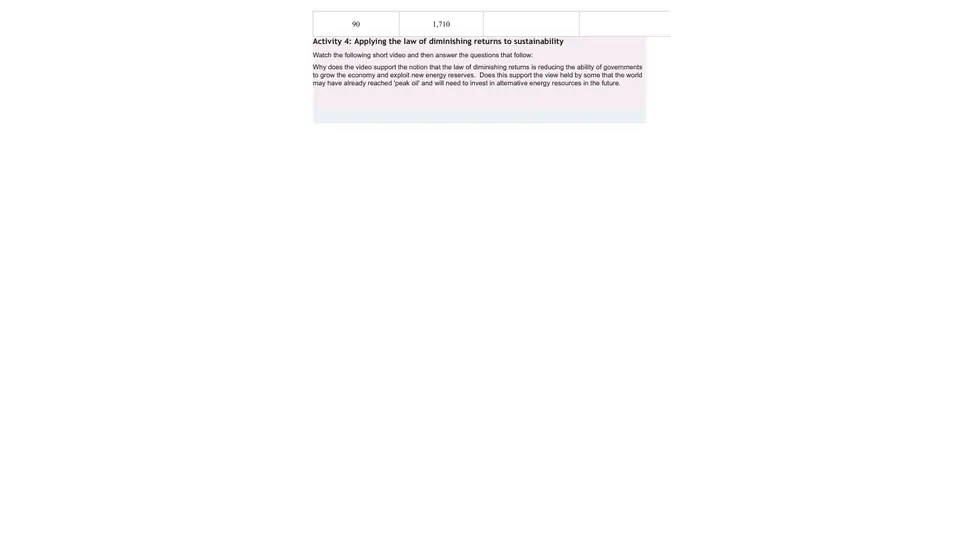 90 1,710
Activity 4: Applying the law of diminishing returns to sustainability
Watch the following short video and then answer the questions that follow:
Why does the video support the notion that the law of diminishing returns is reducing the ability of governments
to grow the economy and exploit new energy reserves.  Does this support the view held by some that the world
may have already reached 'peak oil' and will need to invest in alternative energy resources in the future.